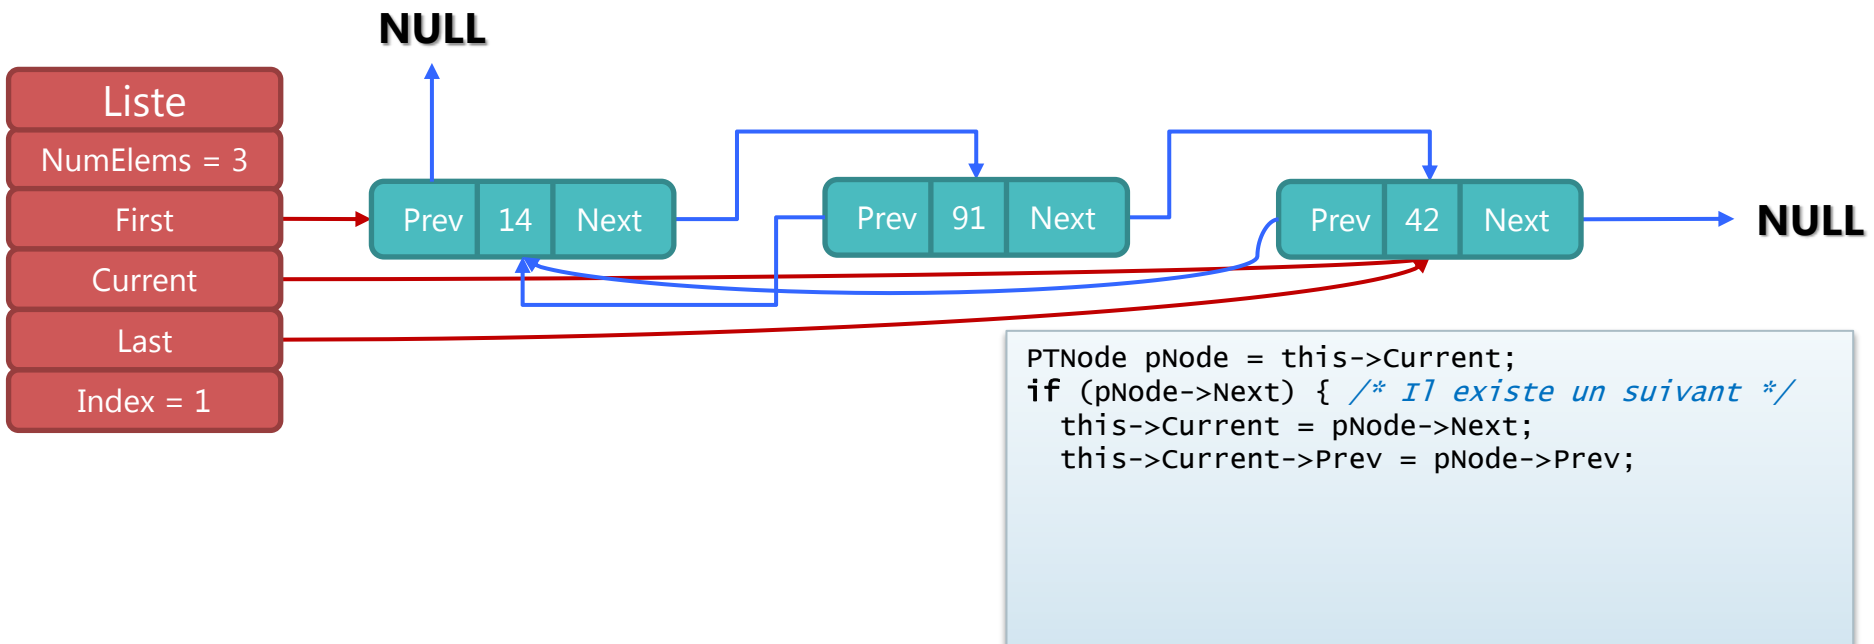 NULL
Liste
NumElems = 3
First
Current
Last
Index = 1
Prev 14 Next
Prev 91 Next
Prev 42 Next
NULL
PTNode pNode = this->Current;
if (pNode->Next) { /* Il existe un suivant */
  this->Current = pNode->Next;
  this->Current->Prev = pNode->Prev;